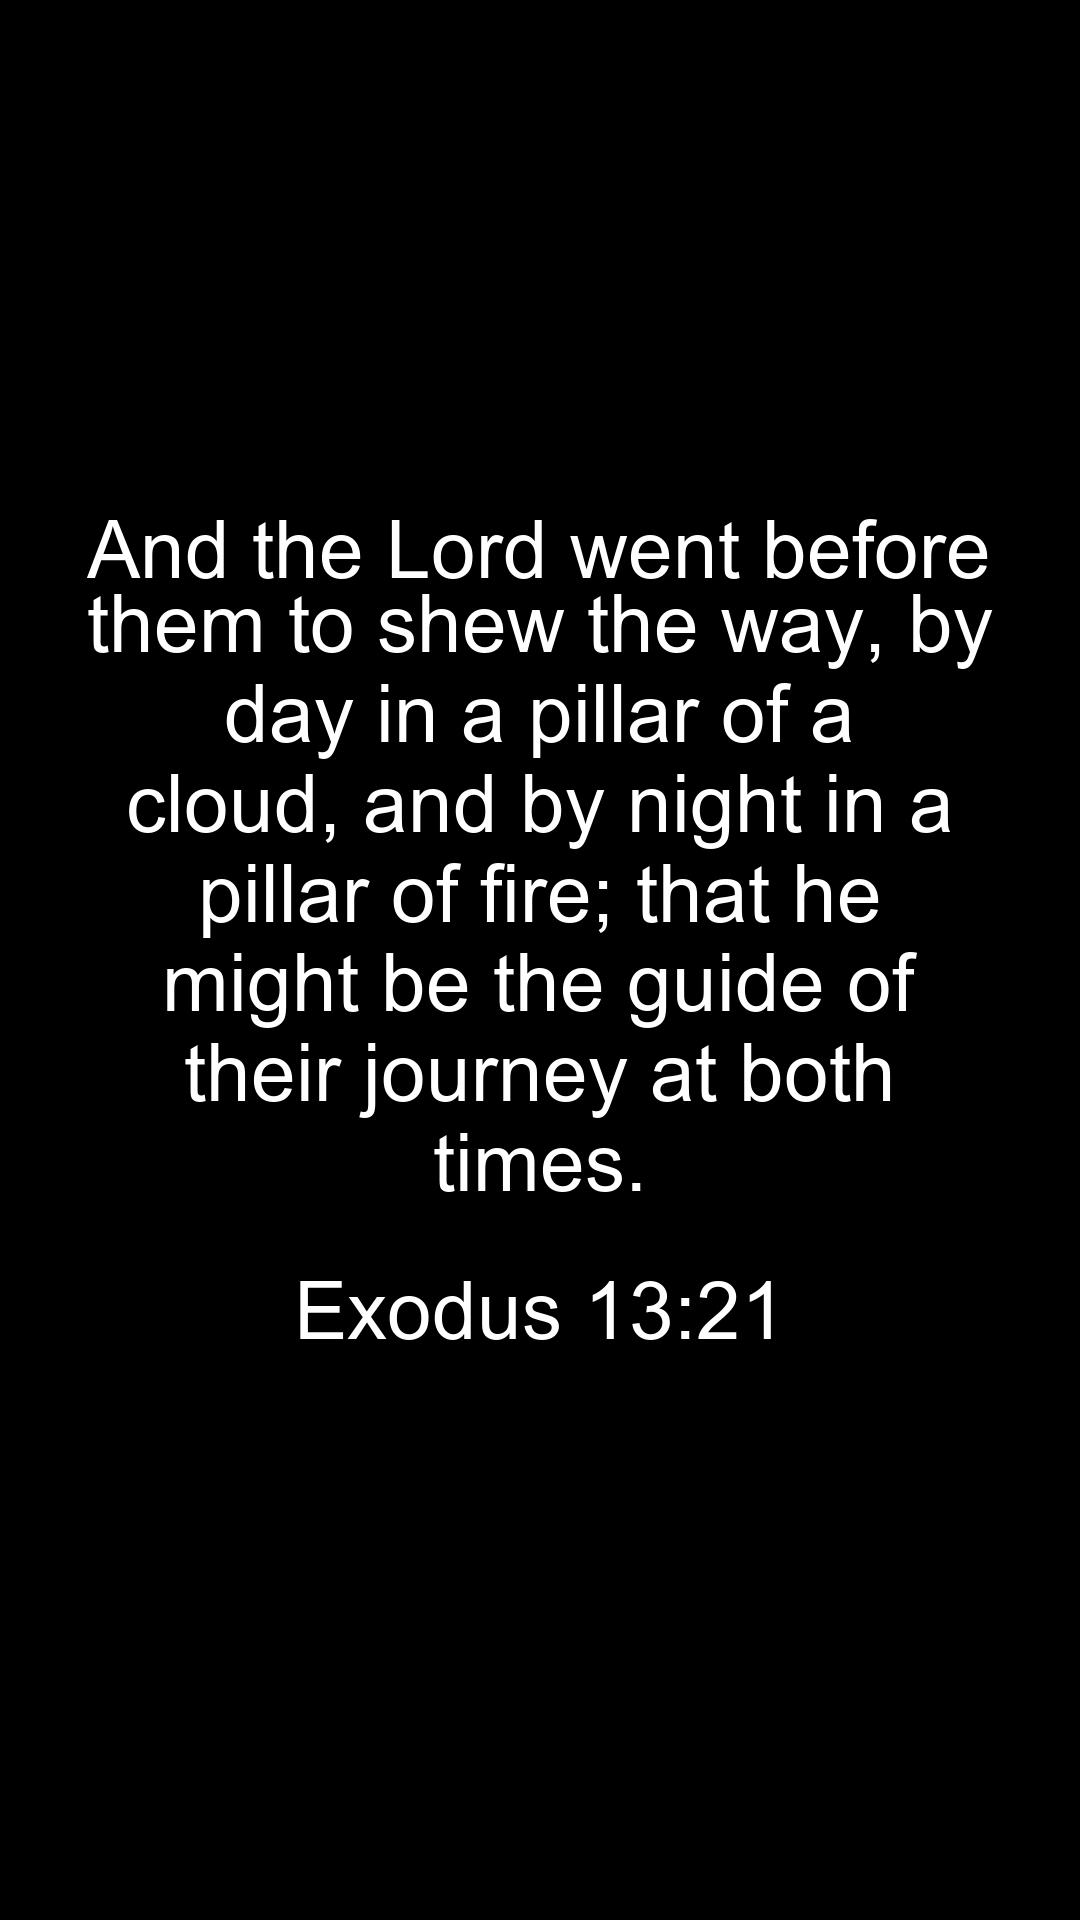 And the Lord went before
them to shew the way, by
day in a pillar of a
cloud, and by night in a
pillar of fire; that he
might be the guide of
their journey at both
times.
Exodus 13:21